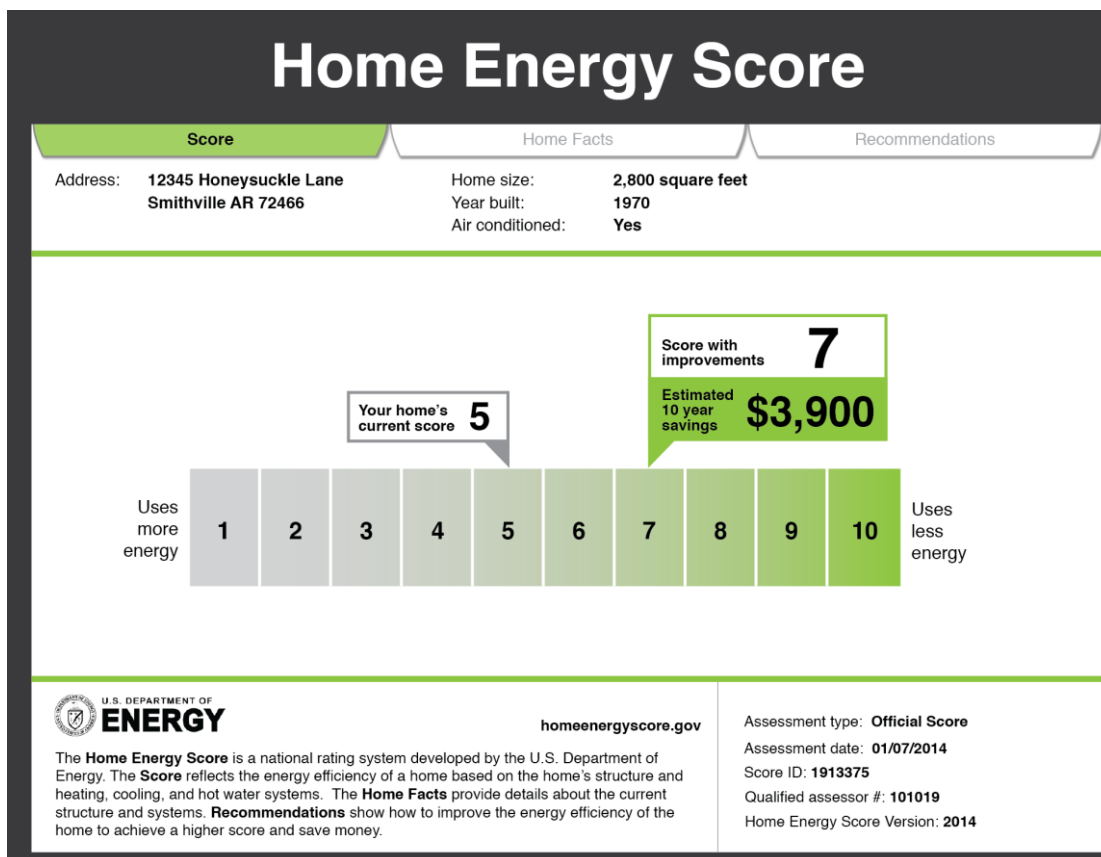 Home Energy Score
Score
Home Facts
Recommendations
Address: 12345 Honeysuckle Lane
Smithville AR 72466
Home size: 2,800 square feet
Year built: 1970
Air conditioned: Yes
Score with
improvements 7
Estimated
10 year
savings $3,900
Your home's
current score 5
Uses
more
energy
1 2 3 4 5 6 7 8 9 10
Uses
less
energy
U.S. DEPARTMENT OF
ENERGY
homeenergyscore.gov
The Home Energy Score is a national rating system developed by the U.S. Department of
Energy. The Score reflects the energy efficiency of a home based on the home's structure and
heating, cooling, and hot water systems. The Home Facts provide details about the current
structure and systems. Recommendations show how to improve the energy efficiency of the
home to achieve a higher score and save money.
Assessment type: Official Score
Assessment date: 01/07/2014
Score ID: 1913375
Qualified assessor #: 101019
Home Energy Score Version: 2014